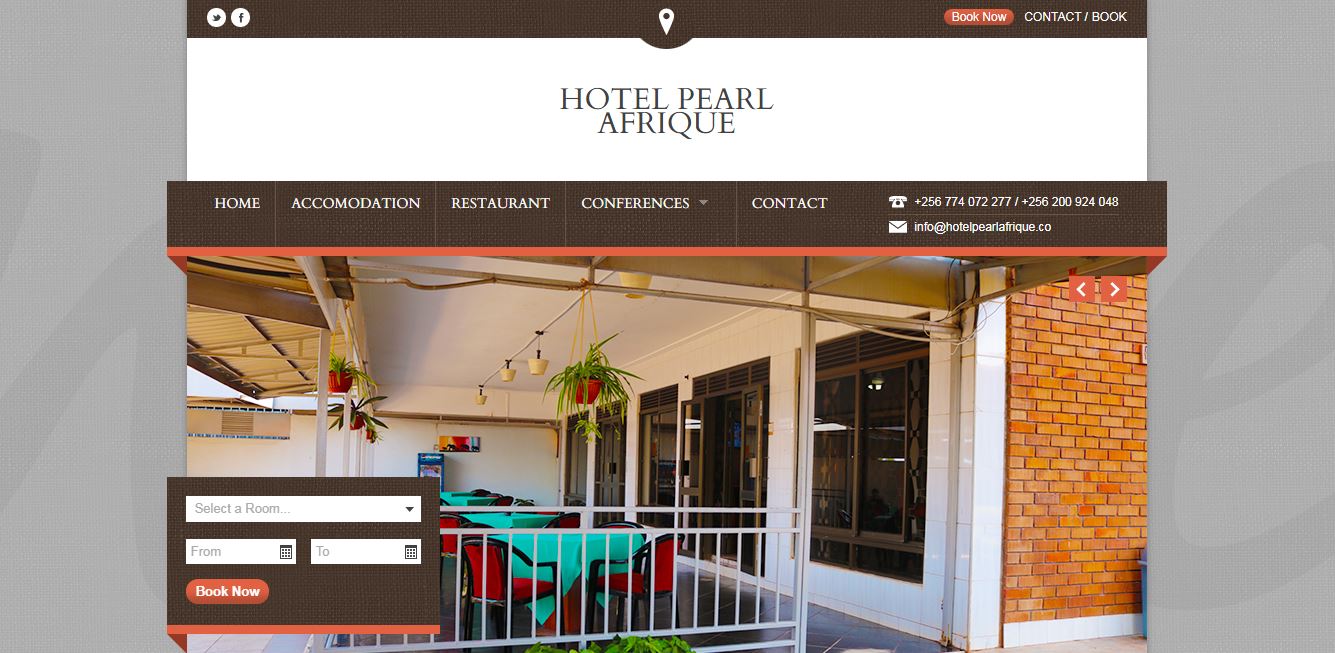 Book Now
CONTACT / BOOK
HOTEL PEARL
AFRIQUE
HOME
ACCOMODATION
RESTAURANT
CONFERENCES
CONTACT
+256 774 072 277 / +256 200 924 048
info@hotelpearlafrique.co
Select a Room...
From
To
Book Now